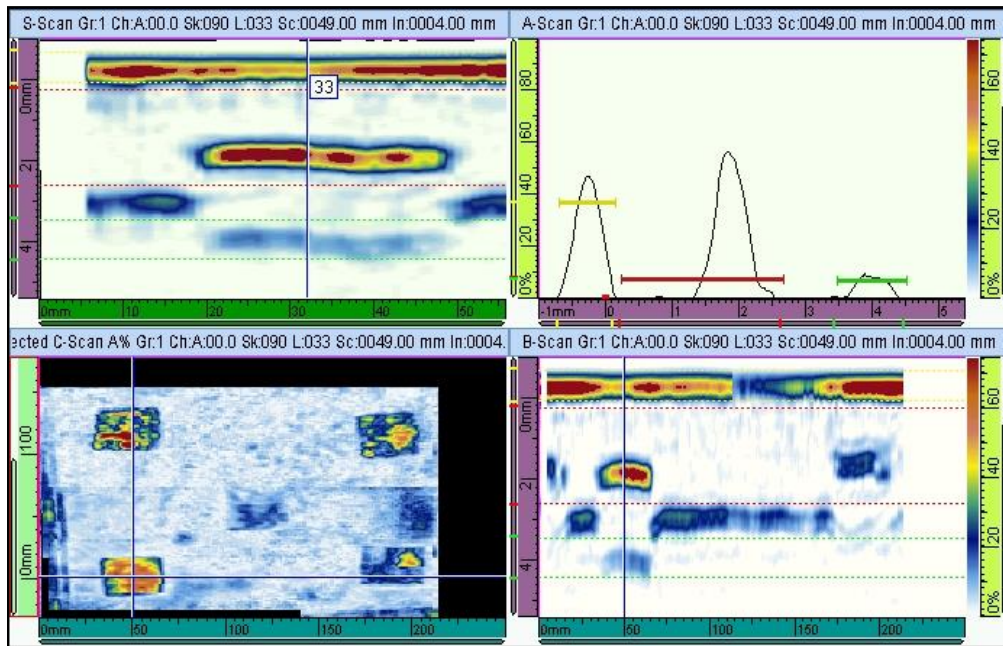 S-Scan Gr:1 Ch:A:00.0 Sk:090 L:033 Sc:0049.00 mm In:0004.00 mm
A-Scan Gr:1 Ch:A:00.0 Sk:090 L:033 Sc:0049.00 mm In:0004.00 mm
33
0mm
2
4
0mm 10 20 30 40 50
80
60
40
20
0%
-1mm 0 1 2 3 4 5
60
40
20
0%
ected C-Scan A% Gr:1 Ch:A:00.0 Sk:090 L:033 Sc:0049.00 mm In:0004.
B-Scan Gr:1 Ch:A:00.0 Sk:090 L:033 Sc:0049.00 mm In:0004.00 mm
100
0mm
0mm 50 100 150 200
0mm
2
4
0mm 50 100 150 200
60
40
20
0%